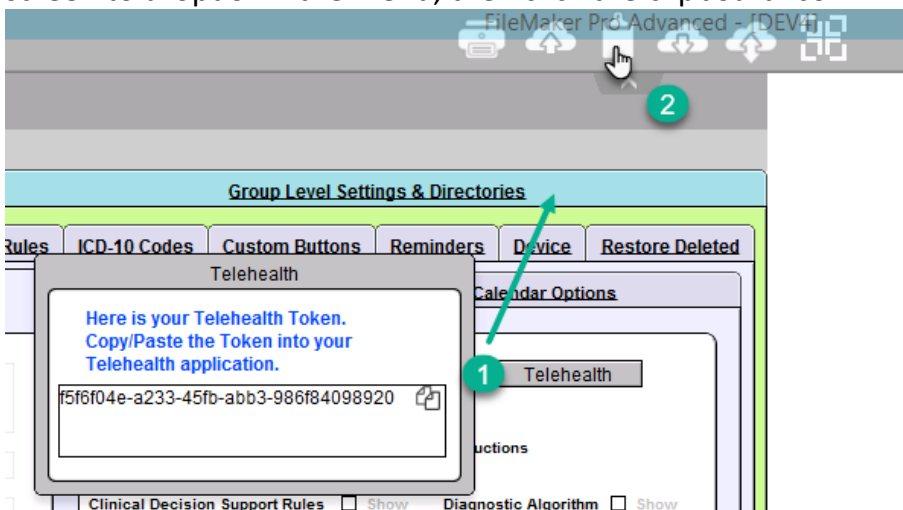 FileMaker Pro Advanced - [DEV4]
2
Group Level Settings & Directories
Rules ICD-10 Codes Custom Buttons Reminders Device Restore Deleted
Telehealth
Calendar Options
Here is your Telehealth Token.
Copy/Paste the Token into your
Telehealth application.
1 Telehealth
f5f6f04e-a233-45fb-abb3-986f84098920
Clinical Decision Support Rules Show Diagnostic Algorithm Show